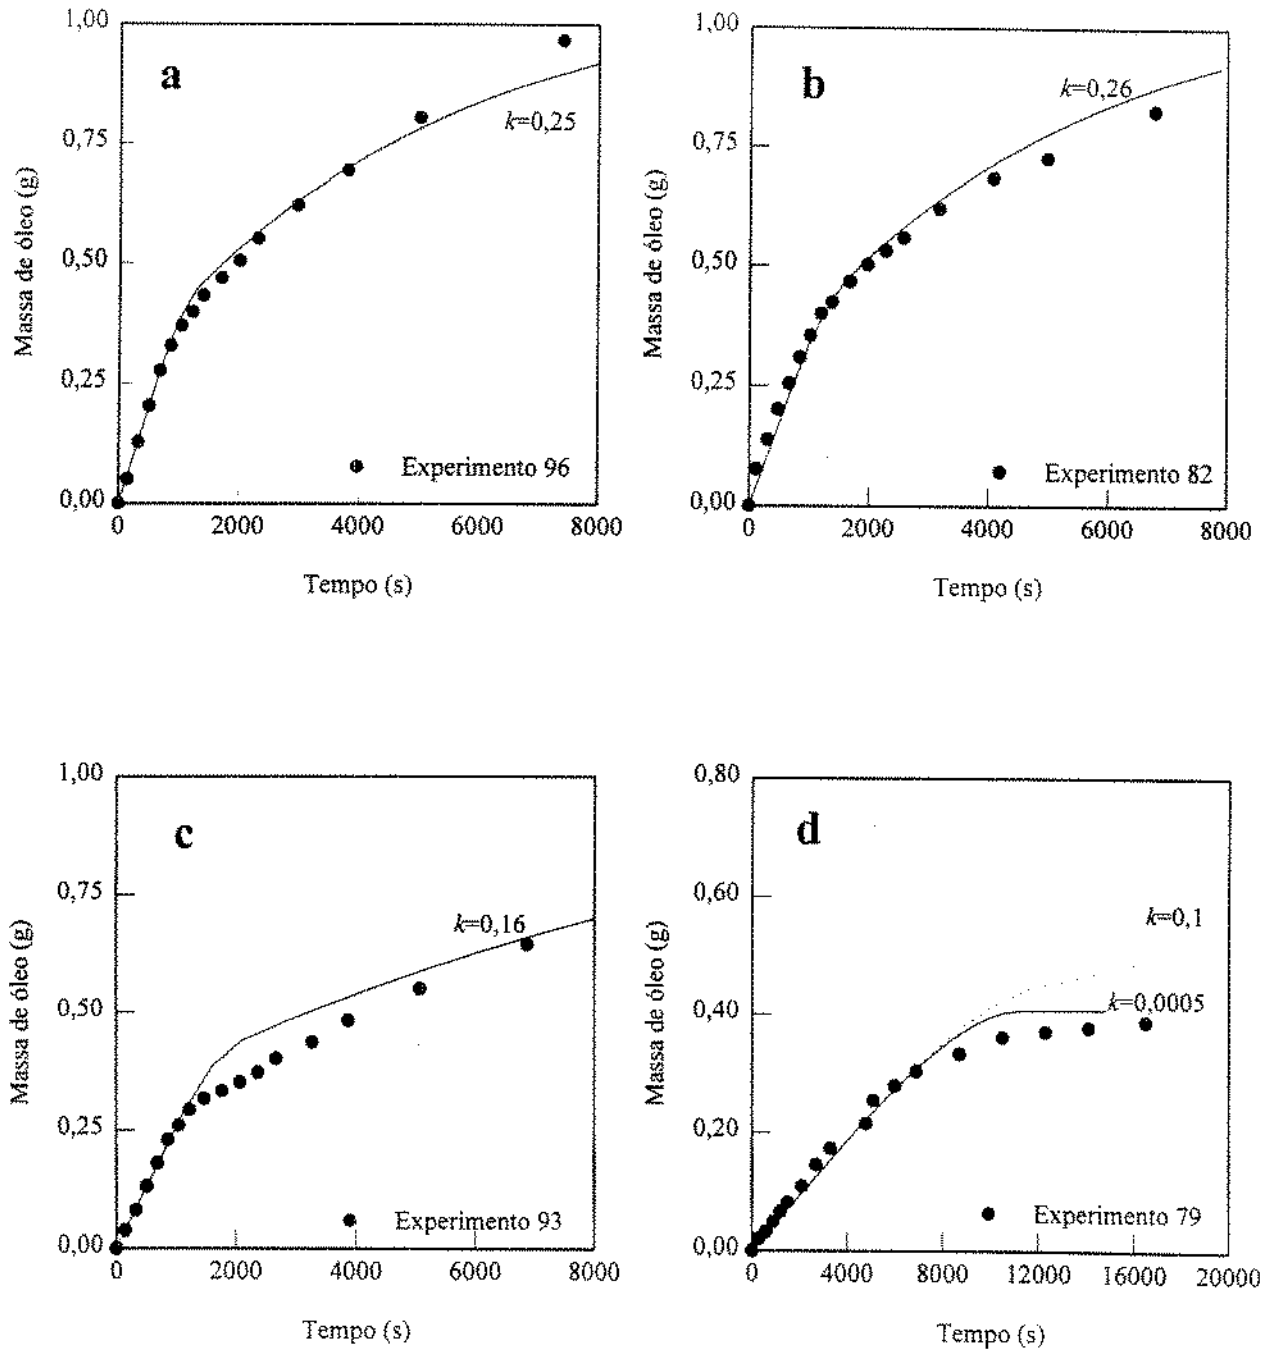 a
1,00
0,75
0,50
0,25
0,00
Massa de óleo (g)
k=0,25
Experimento 96
0 2000 4000 6000 8000
Tempo (s)
b
1,00
0,75
0,50
0,25
0,00
Massa de óleo (g)
k=0,26
Experimento 82
0 2000 4000 6000 8000
Tempo (s)
c
1,00
0,75
0,50
0,25
0,00
Massa de óleo (g)
k=0,16
Experimento 93
0 2000 4000 6000 8000
Tempo (s)
d
0,80
0,60
0,40
0,20
0,00
Massa de óleo (g)
k=0,1
k=0,0005
Experimento 79
0 4000 8000 12000 16000 20000
Tempo (s)